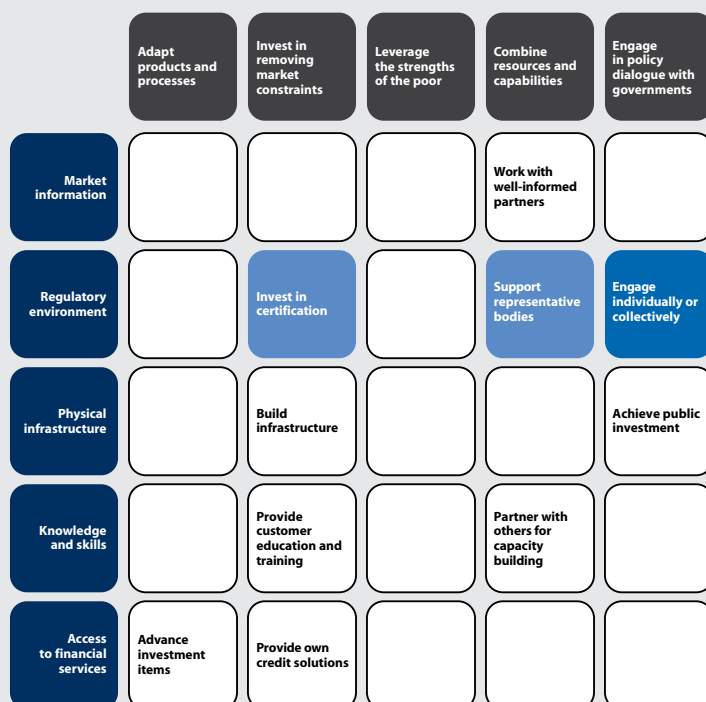 Adapt
products and
processes
Invest in
removing
market
constraints
Leverage
the strengths
of the poor
Combine
resources and
capabilities
Engage
in policy
dialogue with
governments
Market
information
Work with
well-informed
partners
Regulatory
environment
Invest in
certification
Support
representative
bodies
Engage
individually or
collectively
Physical
infrastructure
Build
infrastructure
Achieve public
investment
Knowledge
and skills
Provide
customer
education and
training
Partner with
others for
capacity
building
Access
to financial
services
Advance
investment
items
Provide own
credit solutions